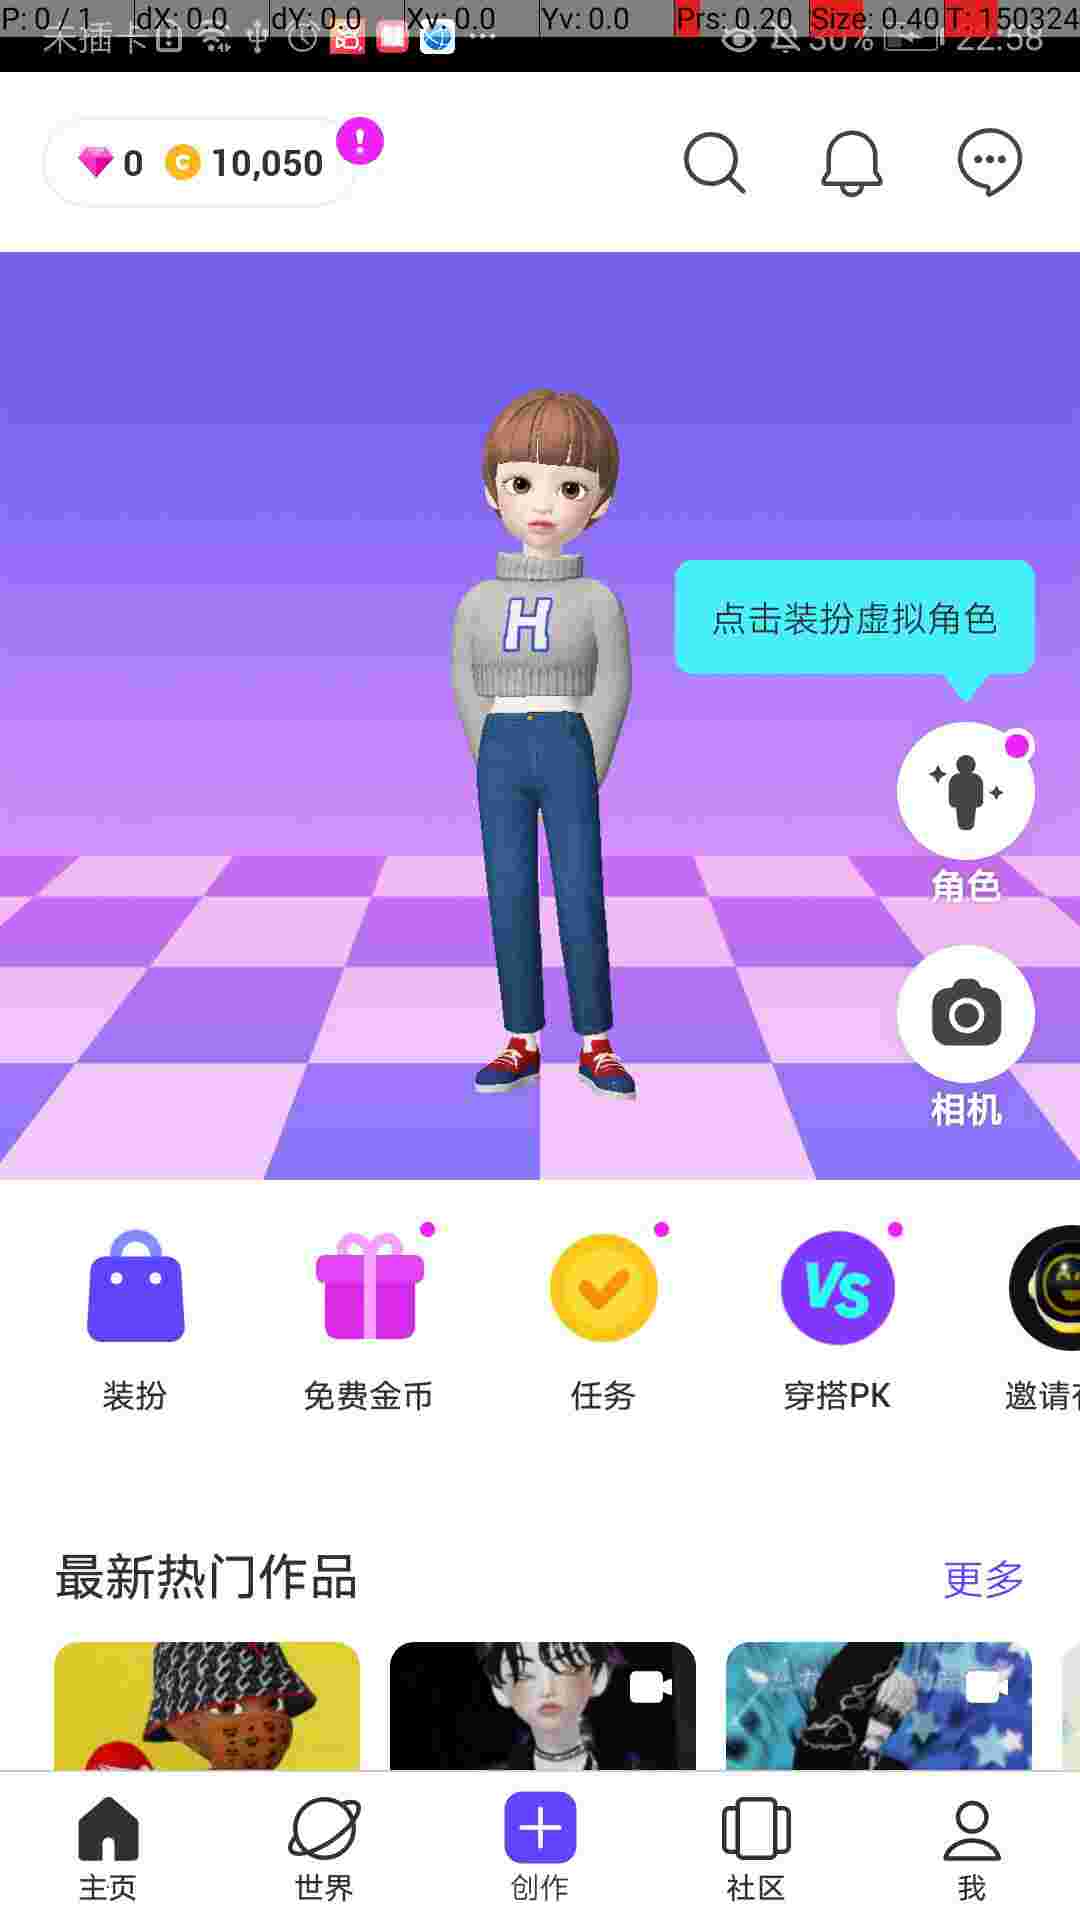 P: 0 / 1 dX: 0.0 dY: 0.0 Xv: 0.0 Yv: 0.0 Prs: 0.20 Size: 0.40 T: 150324
未插卡 30% 22:58
0 C 10,050 !
H
点击装扮虚拟角色
角色
相机
VS
装扮 免费金币 任务 穿搭PK 邀请
最新热门作品 更多
主页 世界 创作 社区 我